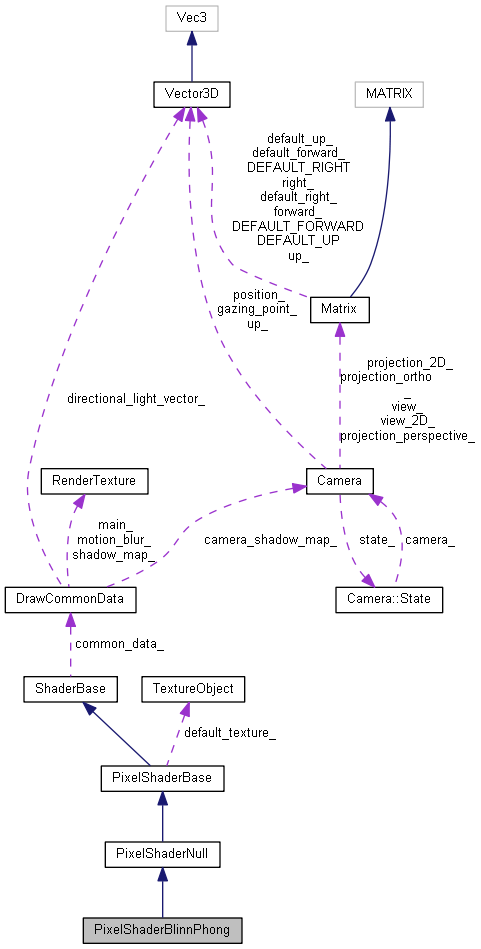 Vec3
Vector3D
MATRIX
default_up_
default_forward_
DEFAULT_RIGHT
right_
default_right_
forward_
DEFAULT_FORWARD
DEFAULT_UP
up_
position_
gazing_point_
up_
Matrix
directional_light_vector_
projection_2D_
projection_ortho
_
view_
view_2D_
projection_perspective_
RenderTexture
Camera
main_
motion_blur_
shadow_map_
camera_shadow_map_
state_
camera_
DrawCommonData
Camera::State
common_data_
ShaderBase
TextureObject
default_texture_
PixelShaderBase
PixelShaderNull
PixelShaderBlinnPhong